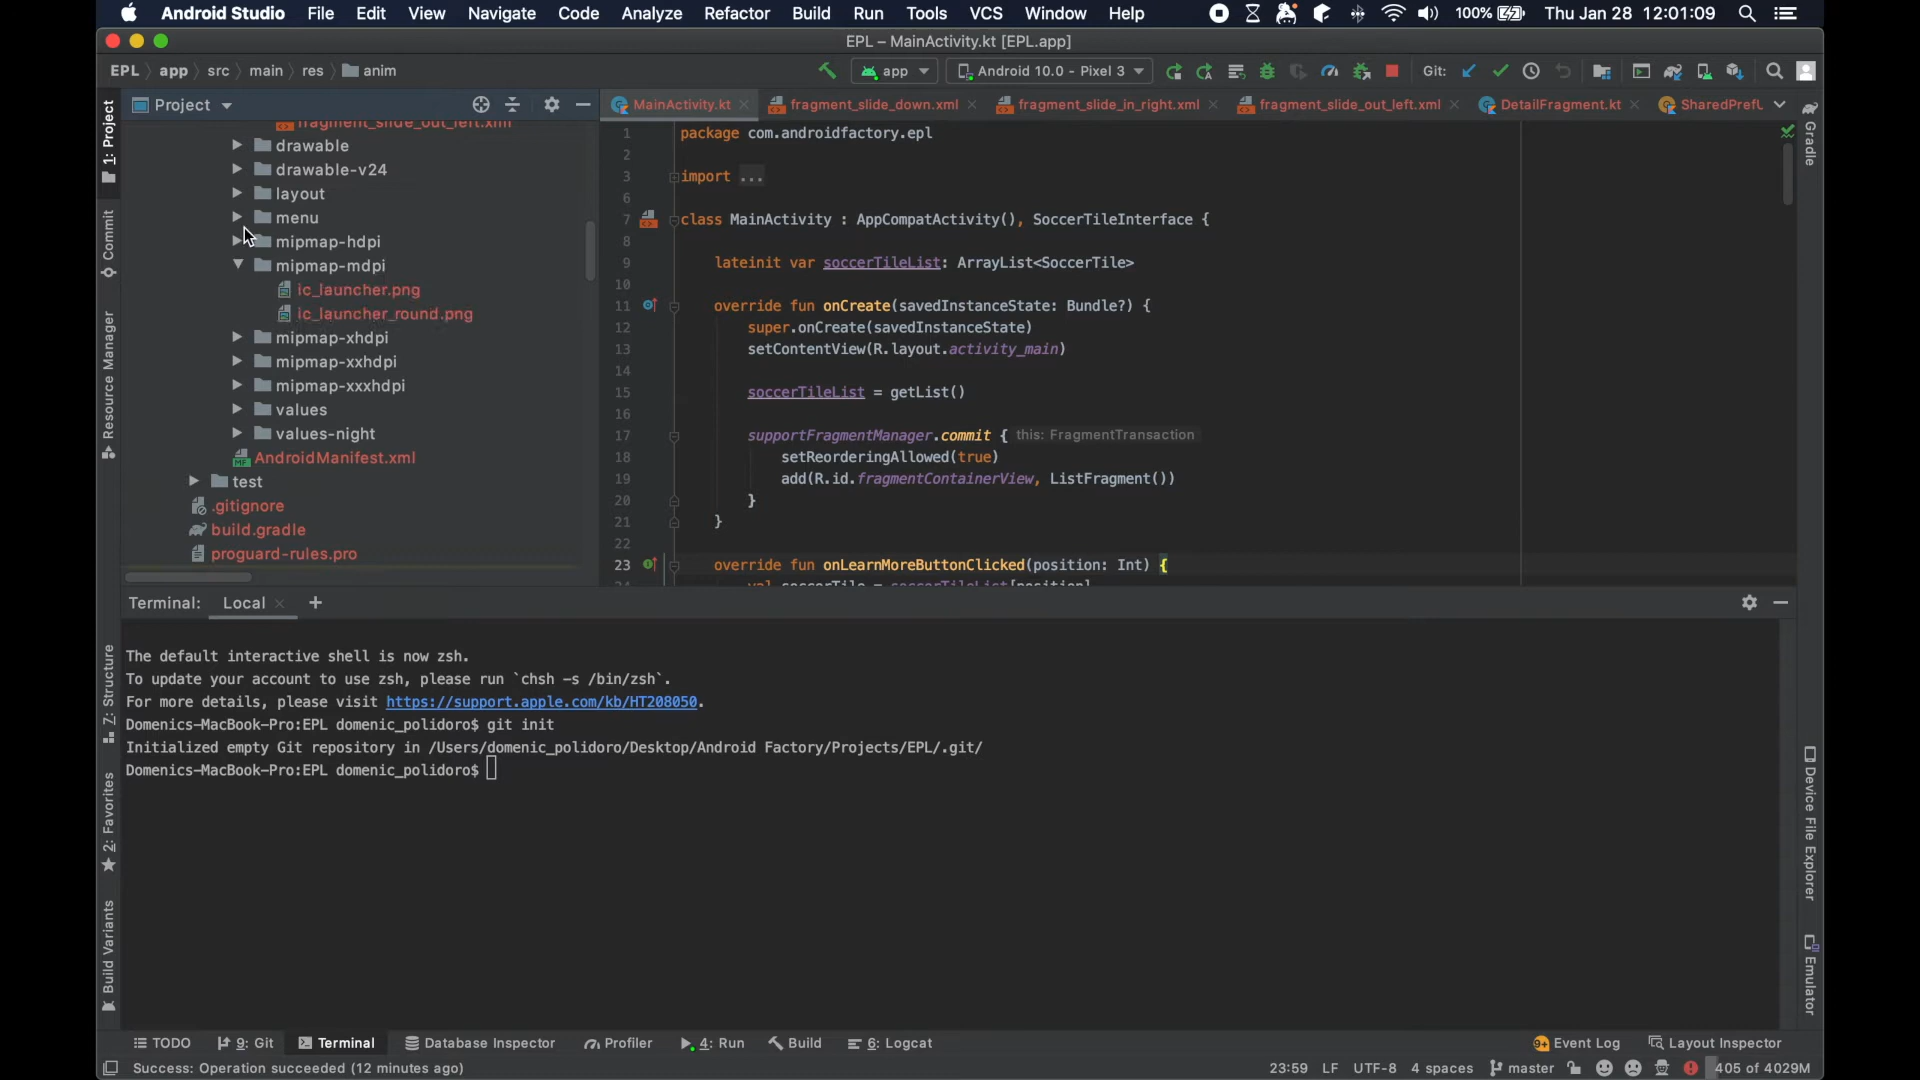 Android Studio File Edit View Navigate Code Analyze Refactor Build Run Tools VCS Window Help 100% Thu Jan 28 12:01:09
EPL – MainActivity.kt [EPL.app]
EPL app src main res anim app Android 10.0 - Pixel 3 Git:
1: Project
Commit
Resource Manager
Z: Structure
2: Favorites
Build Variants
Project
fragment_slide_out_left.xml
drawable
drawable-v24
layout
menu
mipmap-hdpi
mipmap-mdpi
ic_launcher.png
ic_launcher_round.png
mipmap-xhdpi
mipmap-xxhdpi
mipmap-xxxhdpi
values
values-night
AndroidManifest.xml
test
.gitignore
build.gradle
proguard-rules.pro
MainActivity.kt fragment_slide_down.xml fragment_slide_in_right.xml fragment_slide_out_left.xml DetailFragment.kt SharedPrefU
1 package com.androidfactory.epl
2
3 import ...
6
7 class MainActivity : AppCompatActivity(), SoccerTileInterface {
8
9 lateinit var soccerTileList: ArrayList<SoccerTile>
10
11 override fun onCreate(savedInstanceState: Bundle?) {
12 super.onCreate(savedInstanceState)
13 setContentView(R.layout.activity_main)
14
15 soccerTileList = getList()
16
17 supportFragmentManager.commit { this: FragmentTransaction
18 setReorderingAllowed(true)
19 add(R.id.fragmentContainerView, ListFragment())
20 }
21 }
22
23 override fun onLearnMoreButtonClicked(position: Int) {
24 val soccerTile = soccerTileList[position]
Gradle
Device File Explorer
Emulator
Terminal: Local +
The default interactive shell is now zsh.
To update your account to use zsh, please run `chsh -s /bin/zsh`.
For more details, please visit https://support.apple.com/kb/HT208050.
Domenics-MacBook-Pro:EPL domenic_polidoro$ git init
Initialized empty Git repository in /Users/domenic_polidoro/Desktop/Android Factory/Projects/EPL/.git/
Domenics-MacBook-Pro:EPL domenic_polidoro$
TODO 9: Git Terminal Database Inspector Profiler 4: Run Build 6: Logcat 9+ Event Log Layout Inspector
Success: Operation succeeded (12 minutes ago) 23:59 LF UTF-8 4 spaces master 405 of 4029M